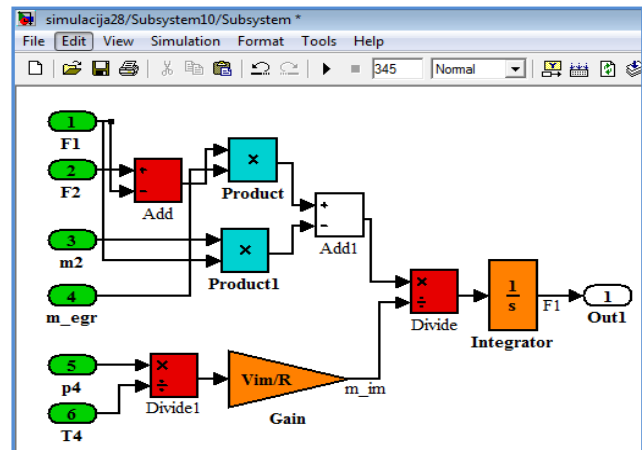 simulacija28/Subsystem10/Subsystem *
File Edit View Simulation Format Tools Help
345 Normal
1
F1
2
F2
+
−
Add
×
Product
3
m2
×
Product1
+
−
Add1
4
m_egr
×
÷
Divide
1
s
Integrator
F1
1
Out1
5
p4
×
÷
Divide1
6
T4
Vim/R
Gain
m_im